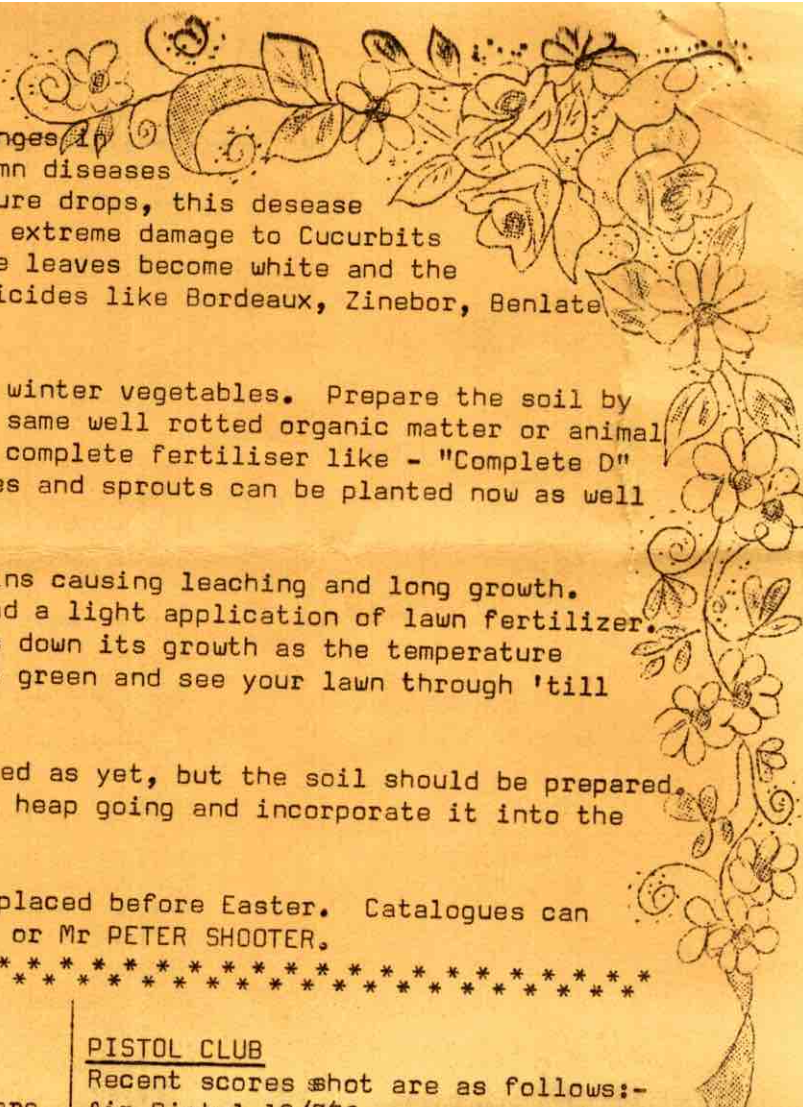 nges in
mn diseases
ure drops, this desease
extreme damage to Cucurbits
e leaves become white and the
icides like Bordeaux, Zinebor, Benlate
winter vegetables. Prepare the soil by
same well rotted organic matter or animal
complete fertiliser like - "Complete D"
es and sprouts can be planted now as well
ns causing leaching and long growth.
nd a light application of lawn fertilizer.
down its growth as the temperature
green and see your lawn through 'till
ed as yet, but the soil should be prepared.
heap going and incorporate it into the
placed before Easter. Catalogues can
or Mr PETER SHOOTER.
PISTOL CLUB
Recent scores shot are as follows:-